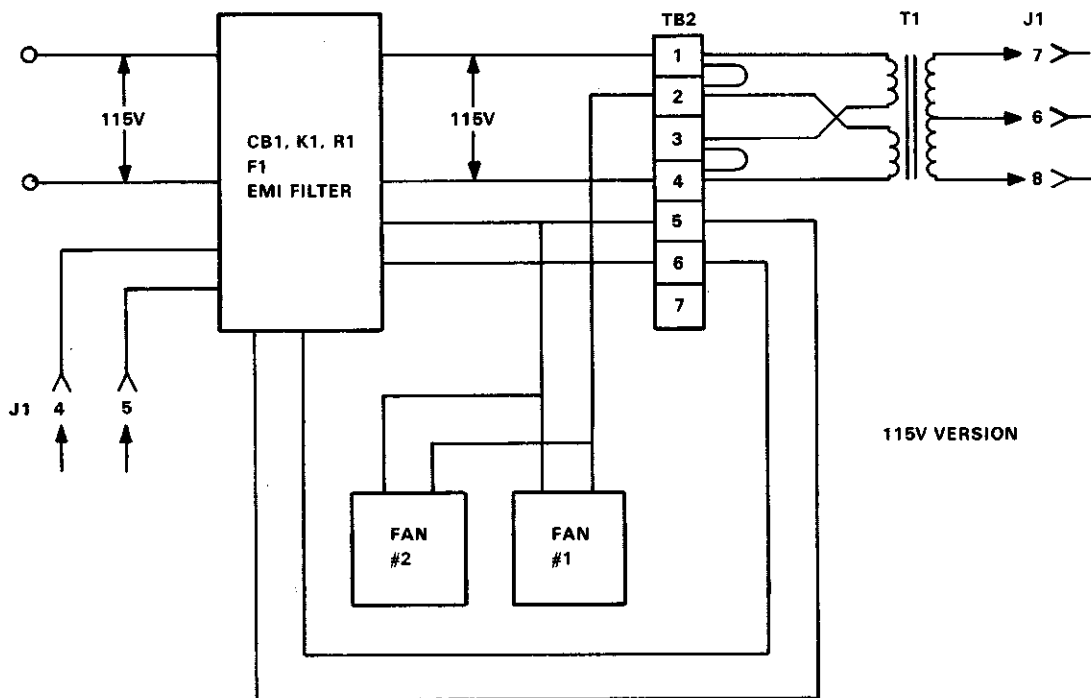 TB2
T1
J1
1
7
115V
115V
2
6
CB1, K1, R1
F1
EMI FILTER
3
4
8
5
6
7
J1 4 5
115V VERSION
FAN
#2
FAN
#1